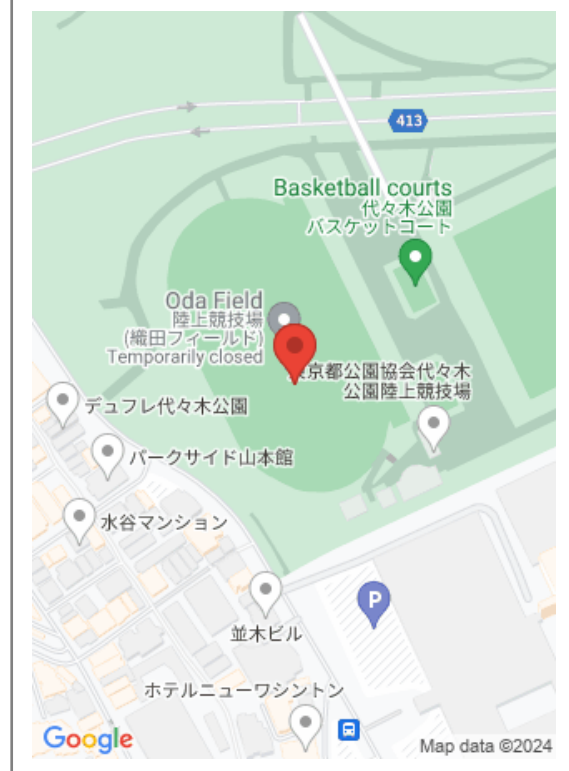 413
Basketball courts
代々木公園
バスケットコート
Oda Field
陸上競技場
(織田フィールド)
Temporarily closed
京都公園協会代々木
公園陸上競技場
デュフレ代々木公園
パークサイド山本館
水谷マンション
P
並木ビル
ホテルニューワシントン
Google
Map data ©2024